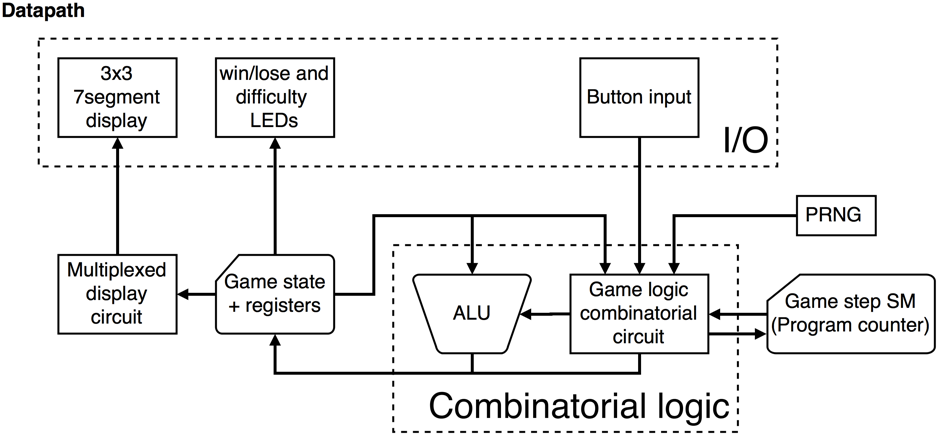 Datapath
3x3
7segment
display
win/lose and
difficulty
LEDs
Button input
I/O
PRNG
Multiplexed
display
circuit
Game state
+ registers
ALU
Game logic
combinatorial
circuit
Game step SM
(Program counter)
Combinatorial logic